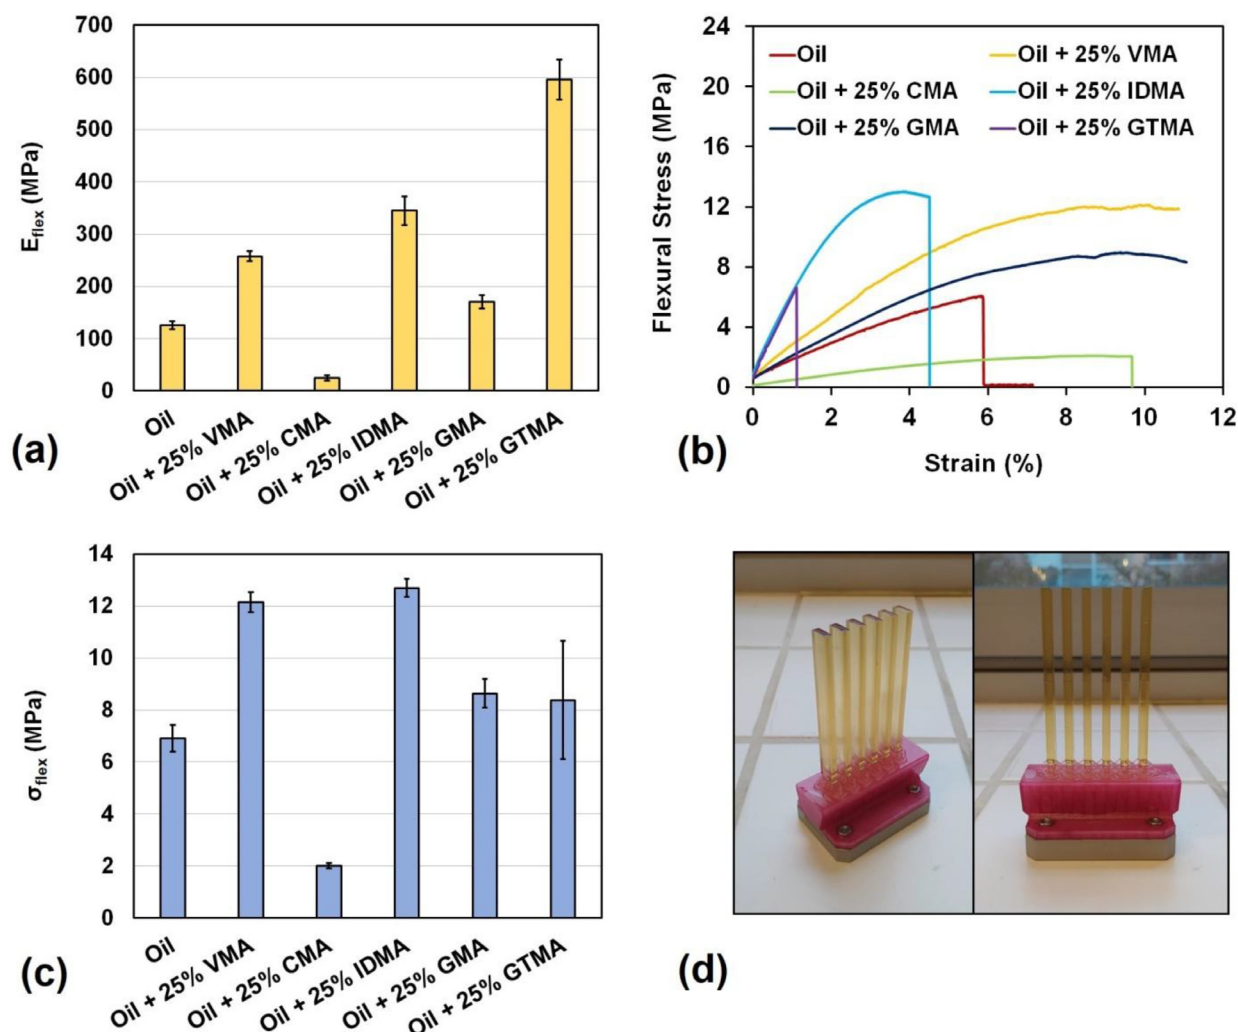 700
600
500
400
300
200
100
0
E_flex (MPa)
Oil
Oil + 25% VMA
Oil + 25% CMA
Oil + 25% IDMA
Oil + 25% GMA
Oil + 25% GTMA
(a)
24
20
16
12
8
4
0
Flexural Stress (MPa)
Oil
Oil + 25% VMA
Oil + 25% CMA
Oil + 25% IDMA
Oil + 25% GMA
Oil + 25% GTMA
0 2 4 6 8 10 12
Strain (%)
(b)
14
12
10
8
6
4
2
0
σ_flex (MPa)
Oil
Oil + 25% VMA
Oil + 25% CMA
Oil + 25% IDMA
Oil + 25% GMA
Oil + 25% GTMA
(c)
(d)